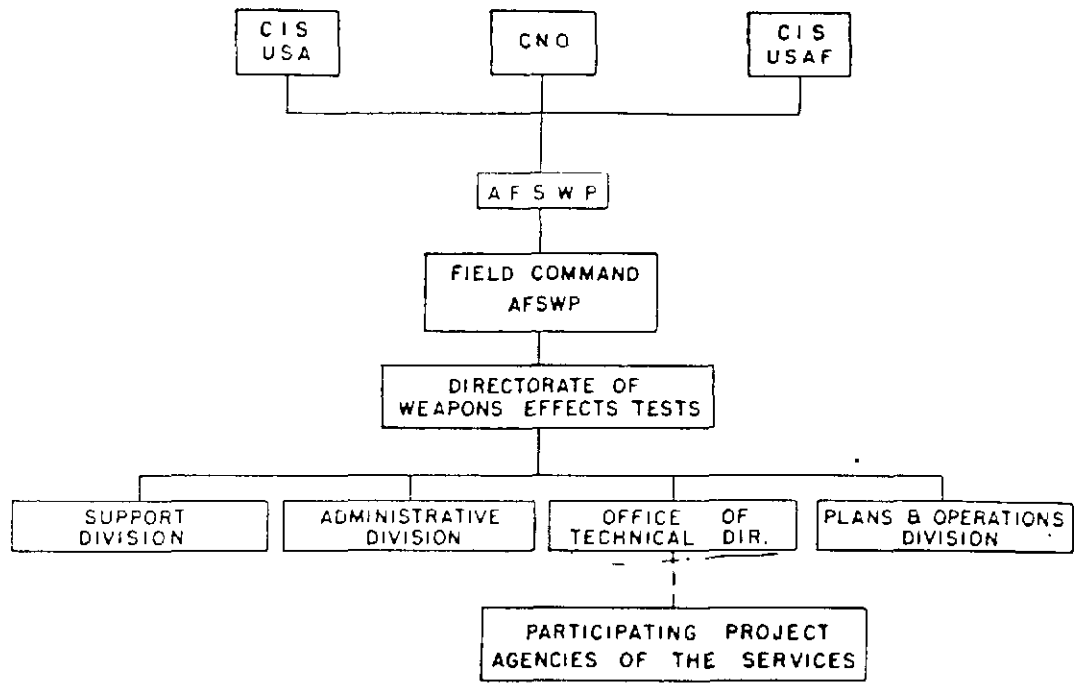 CIS
USA
CNO
CIS
USAF
AFSWP
FIELD COMMAND
AFSWP
DIRECTORATE OF
WEAPONS EFFECTS TESTS
SUPPORT
DIVISION
ADMINISTRATIVE
DIVISION
OFFICE OF
TECHNICAL DIR.
PLANS & OPERATIONS
DIVISION
PARTICIPATING PROJECT
AGENCIES OF THE SERVICES